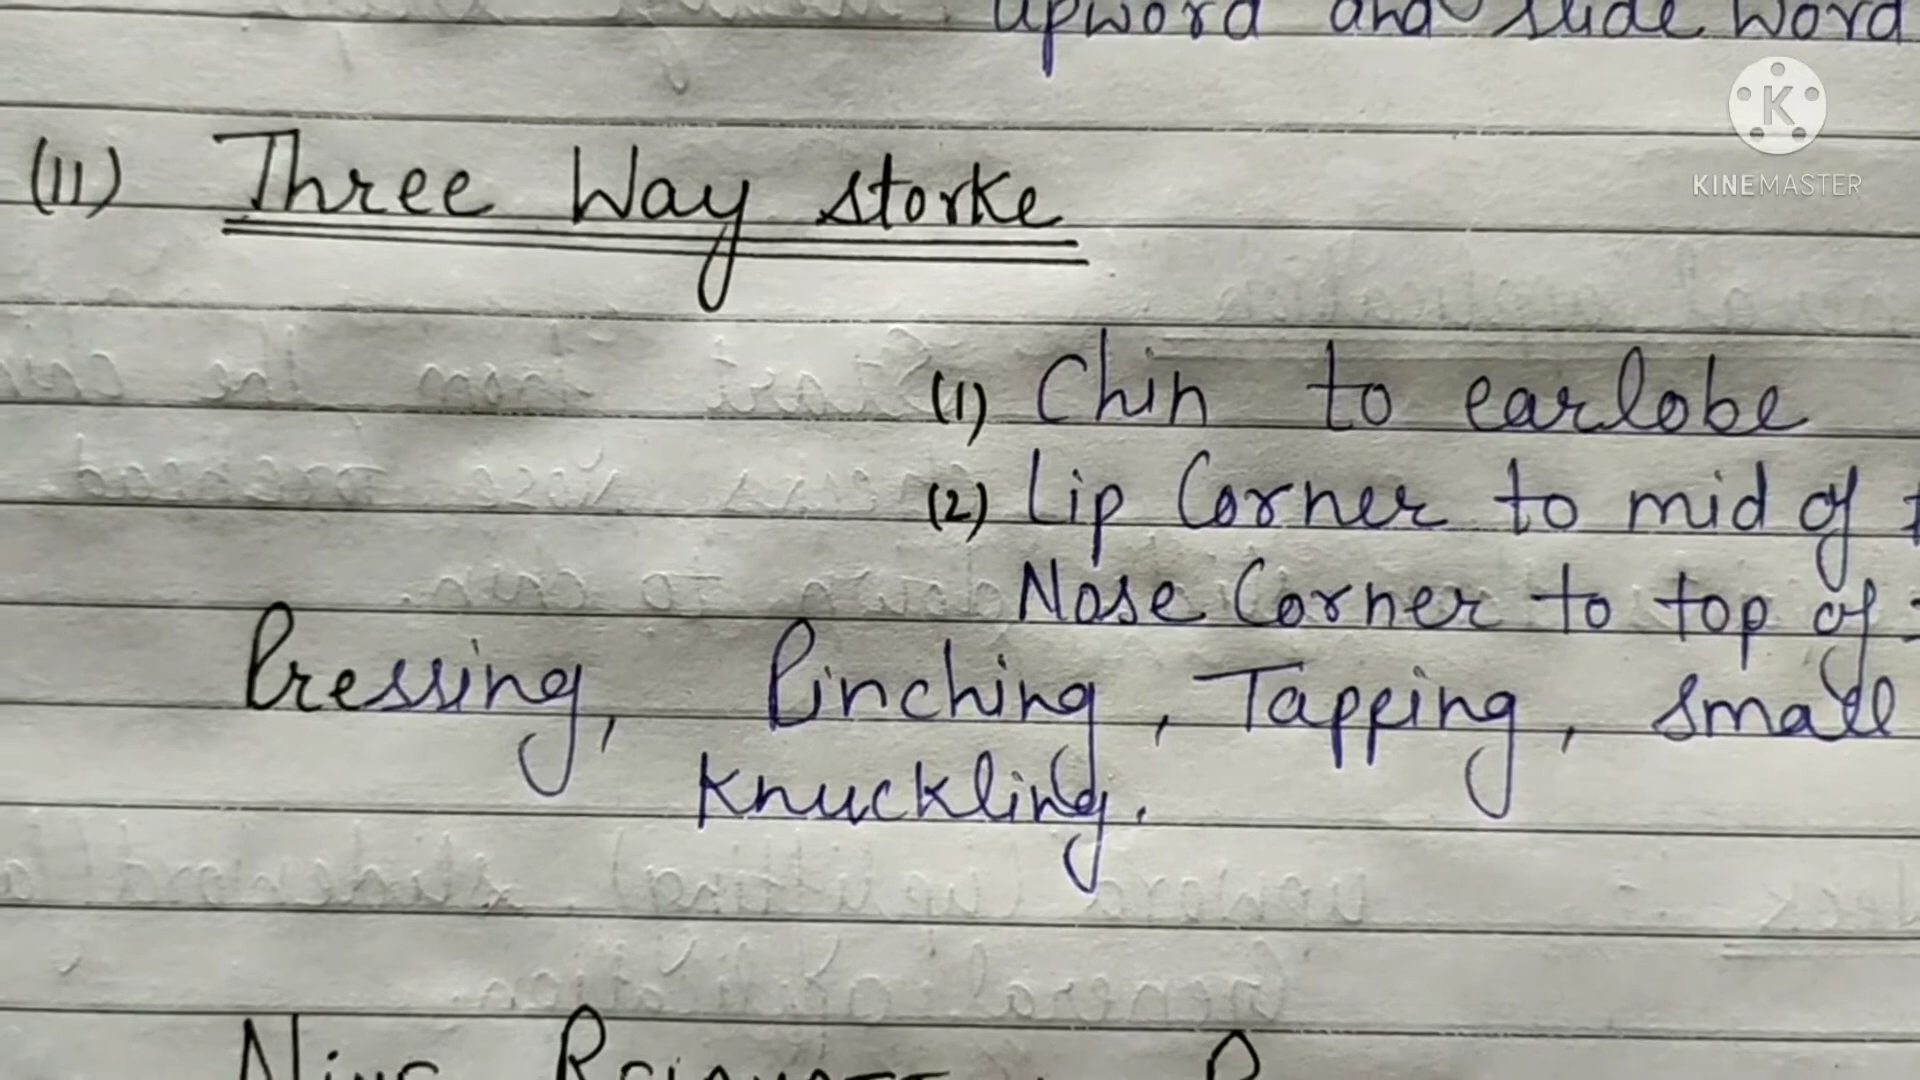 upword and slide word
(11) Three Way storke
KINEMASTER
(1) Chin to earlobe
(2) Lip Corner to mid of
Nose Corner to top of
Pressing, Pinching, Tapping, small
Knuckling.